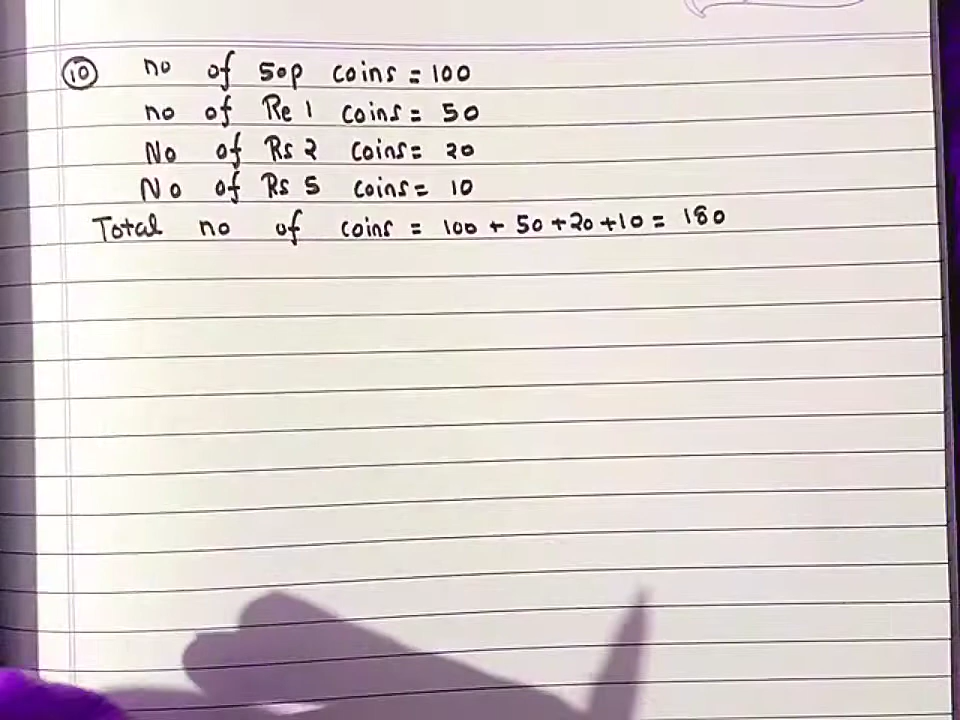 10 no of 50p coins = 100
no of Re 1 coins = 50
No of Rs 2 coins = 20
No of Rs 5 coins = 10
Total no of coins = 100 + 50 + 20 + 10 = 180